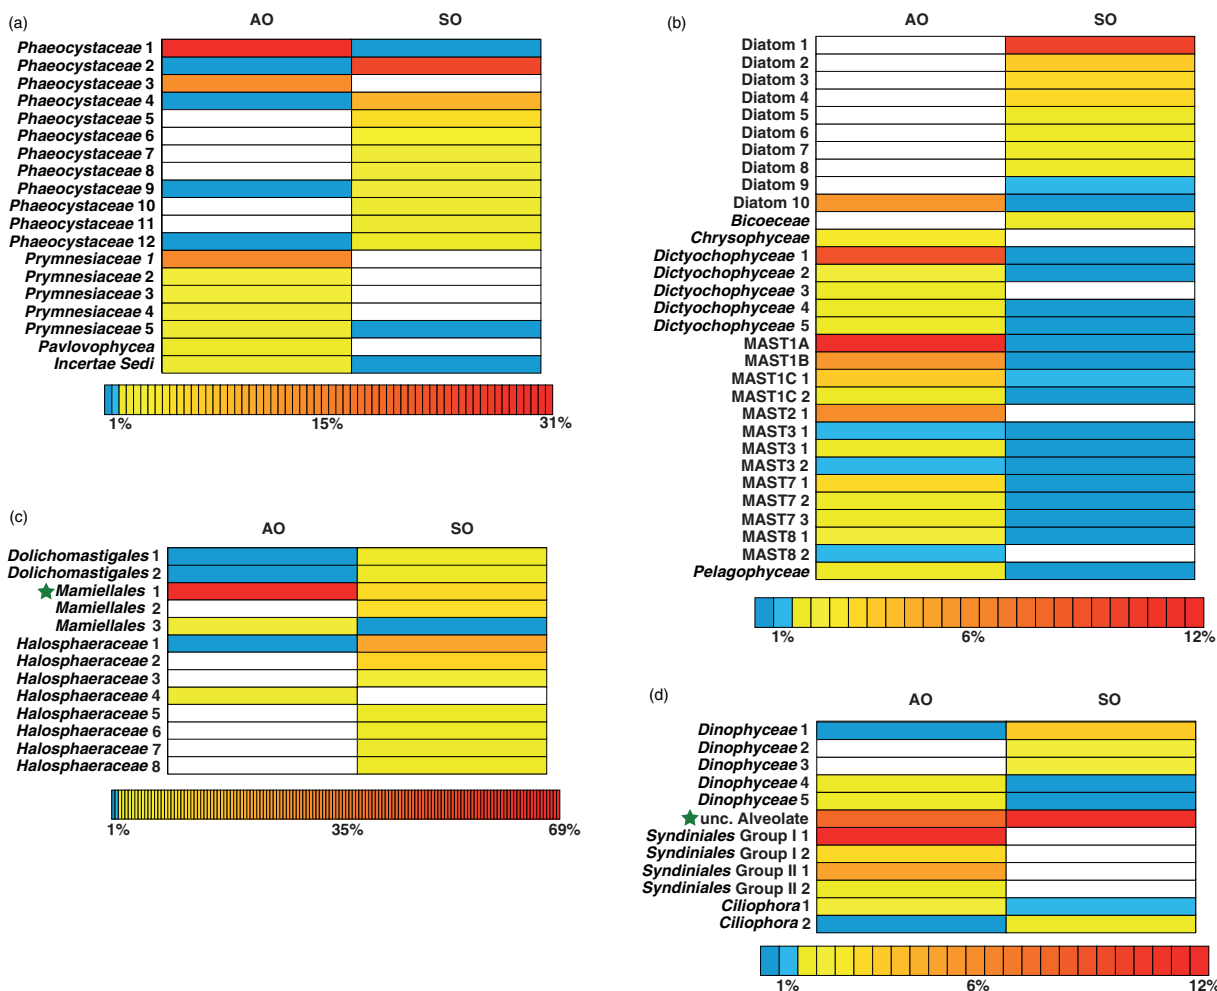 (a)
AO SO
Phaeocystaceae 1
Phaeocystaceae 2
Phaeocystaceae 3
Phaeocystaceae 4
Phaeocystaceae 5
Phaeocystaceae 6
Phaeocystaceae 7
Phaeocystaceae 8
Phaeocystaceae 9
Phaeocystaceae 10
Phaeocystaceae 11
Phaeocystaceae 12
Prymnesiaceae 1
Prymnesiaceae 2
Prymnesiaceae 3
Prymnesiaceae 4
Prymnesiaceae 5
Pavlovophycea
Incertae Sedi
1% 15% 31%
(b)
AO SO
Diatom 1
Diatom 2
Diatom 3
Diatom 4
Diatom 5
Diatom 6
Diatom 7
Diatom 8
Diatom 9
Diatom 10
Bicoeceae
Chrysophyceae
Dictyochophyceae 1
Dictyochophyceae 2
Dictyochophyceae 3
Dictyochophyceae 4
Dictyochophyceae 5
MAST1A
MAST1B
MAST1C 1
MAST1C 2
MAST2 1
MAST3 1
MAST3 1
MAST3 2
MAST7 1
MAST7 2
MAST7 3
MAST8 1
MAST8 2
Pelagophyceae
1% 6% 12%
(c)
AO SO
Dolichomastigales 1
Dolichomastigales 2
Mamiellales 1
Mamiellales 2
Mamiellales 3
Halosphaeraceae 1
Halosphaeraceae 2
Halosphaeraceae 3
Halosphaeraceae 4
Halosphaeraceae 5
Halosphaeraceae 6
Halosphaeraceae 7
Halosphaeraceae 8
1% 35% 69%
(d)
AO SO
Dinophyceae 1
Dinophyceae 2
Dinophyceae 3
Dinophyceae 4
Dinophyceae 5
unc. Alveolate
Syndiniales Group I 1
Syndiniales Group I 2
Syndiniales Group II 1
Syndiniales Group II 2
Ciliophora 1
Ciliophora 2
1% 6% 12%